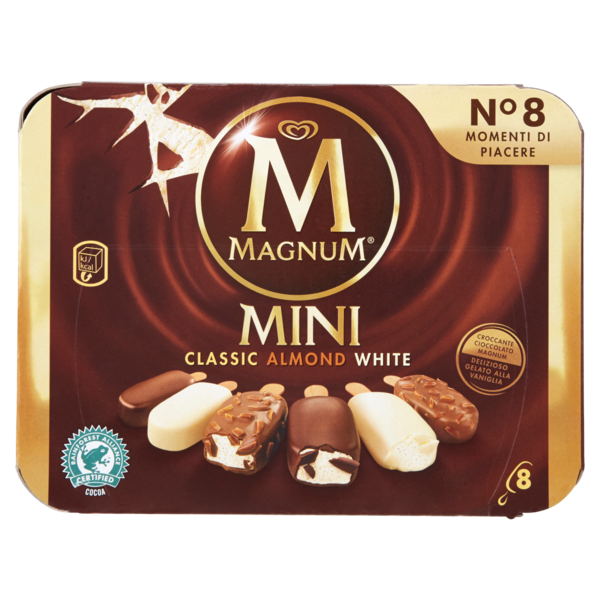 Nº 8
MOMENTI DI
PIACERE
M
MAGNUM®
kJ/
kcal
MINI
CLASSIC ALMOND WHITE
CROCCANTE
CIOCCOLATO
MAGNUM
DELIZIOSO
GELATO ALLA
VANIGLIA
RAINFOREST ALLIANCE
CERTIFIED
COCOA
8